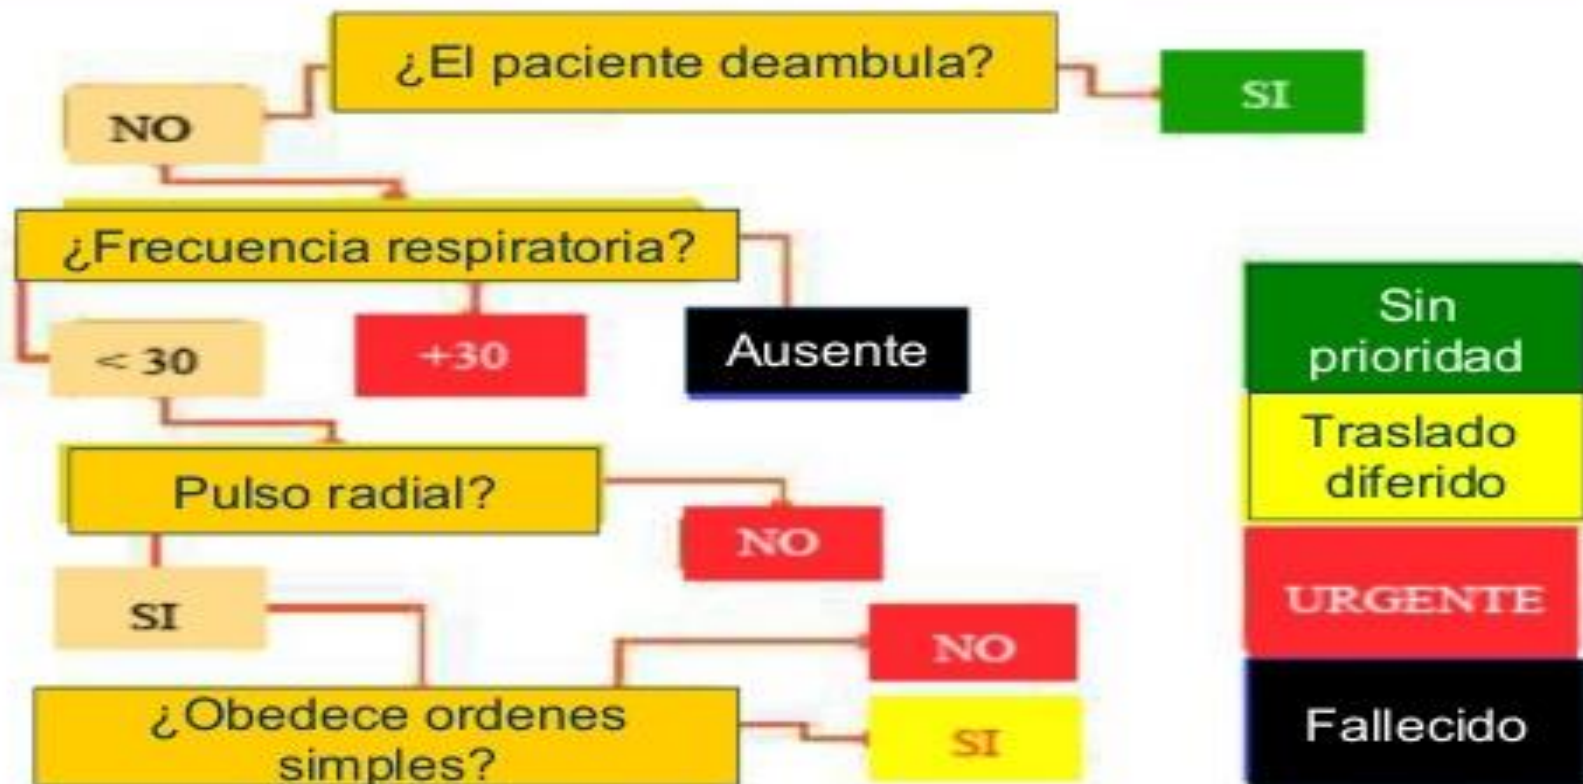 ¿El paciente deambula?
SI
NO
¿Frecuencia respiratoria?
< 30
+30
Ausente
Pulso radial?
NO
SI
¿Obedece ordenes
simples?
NO
SI
Sin
prioridad
Traslado
diferido
URGENTE
Fallecido